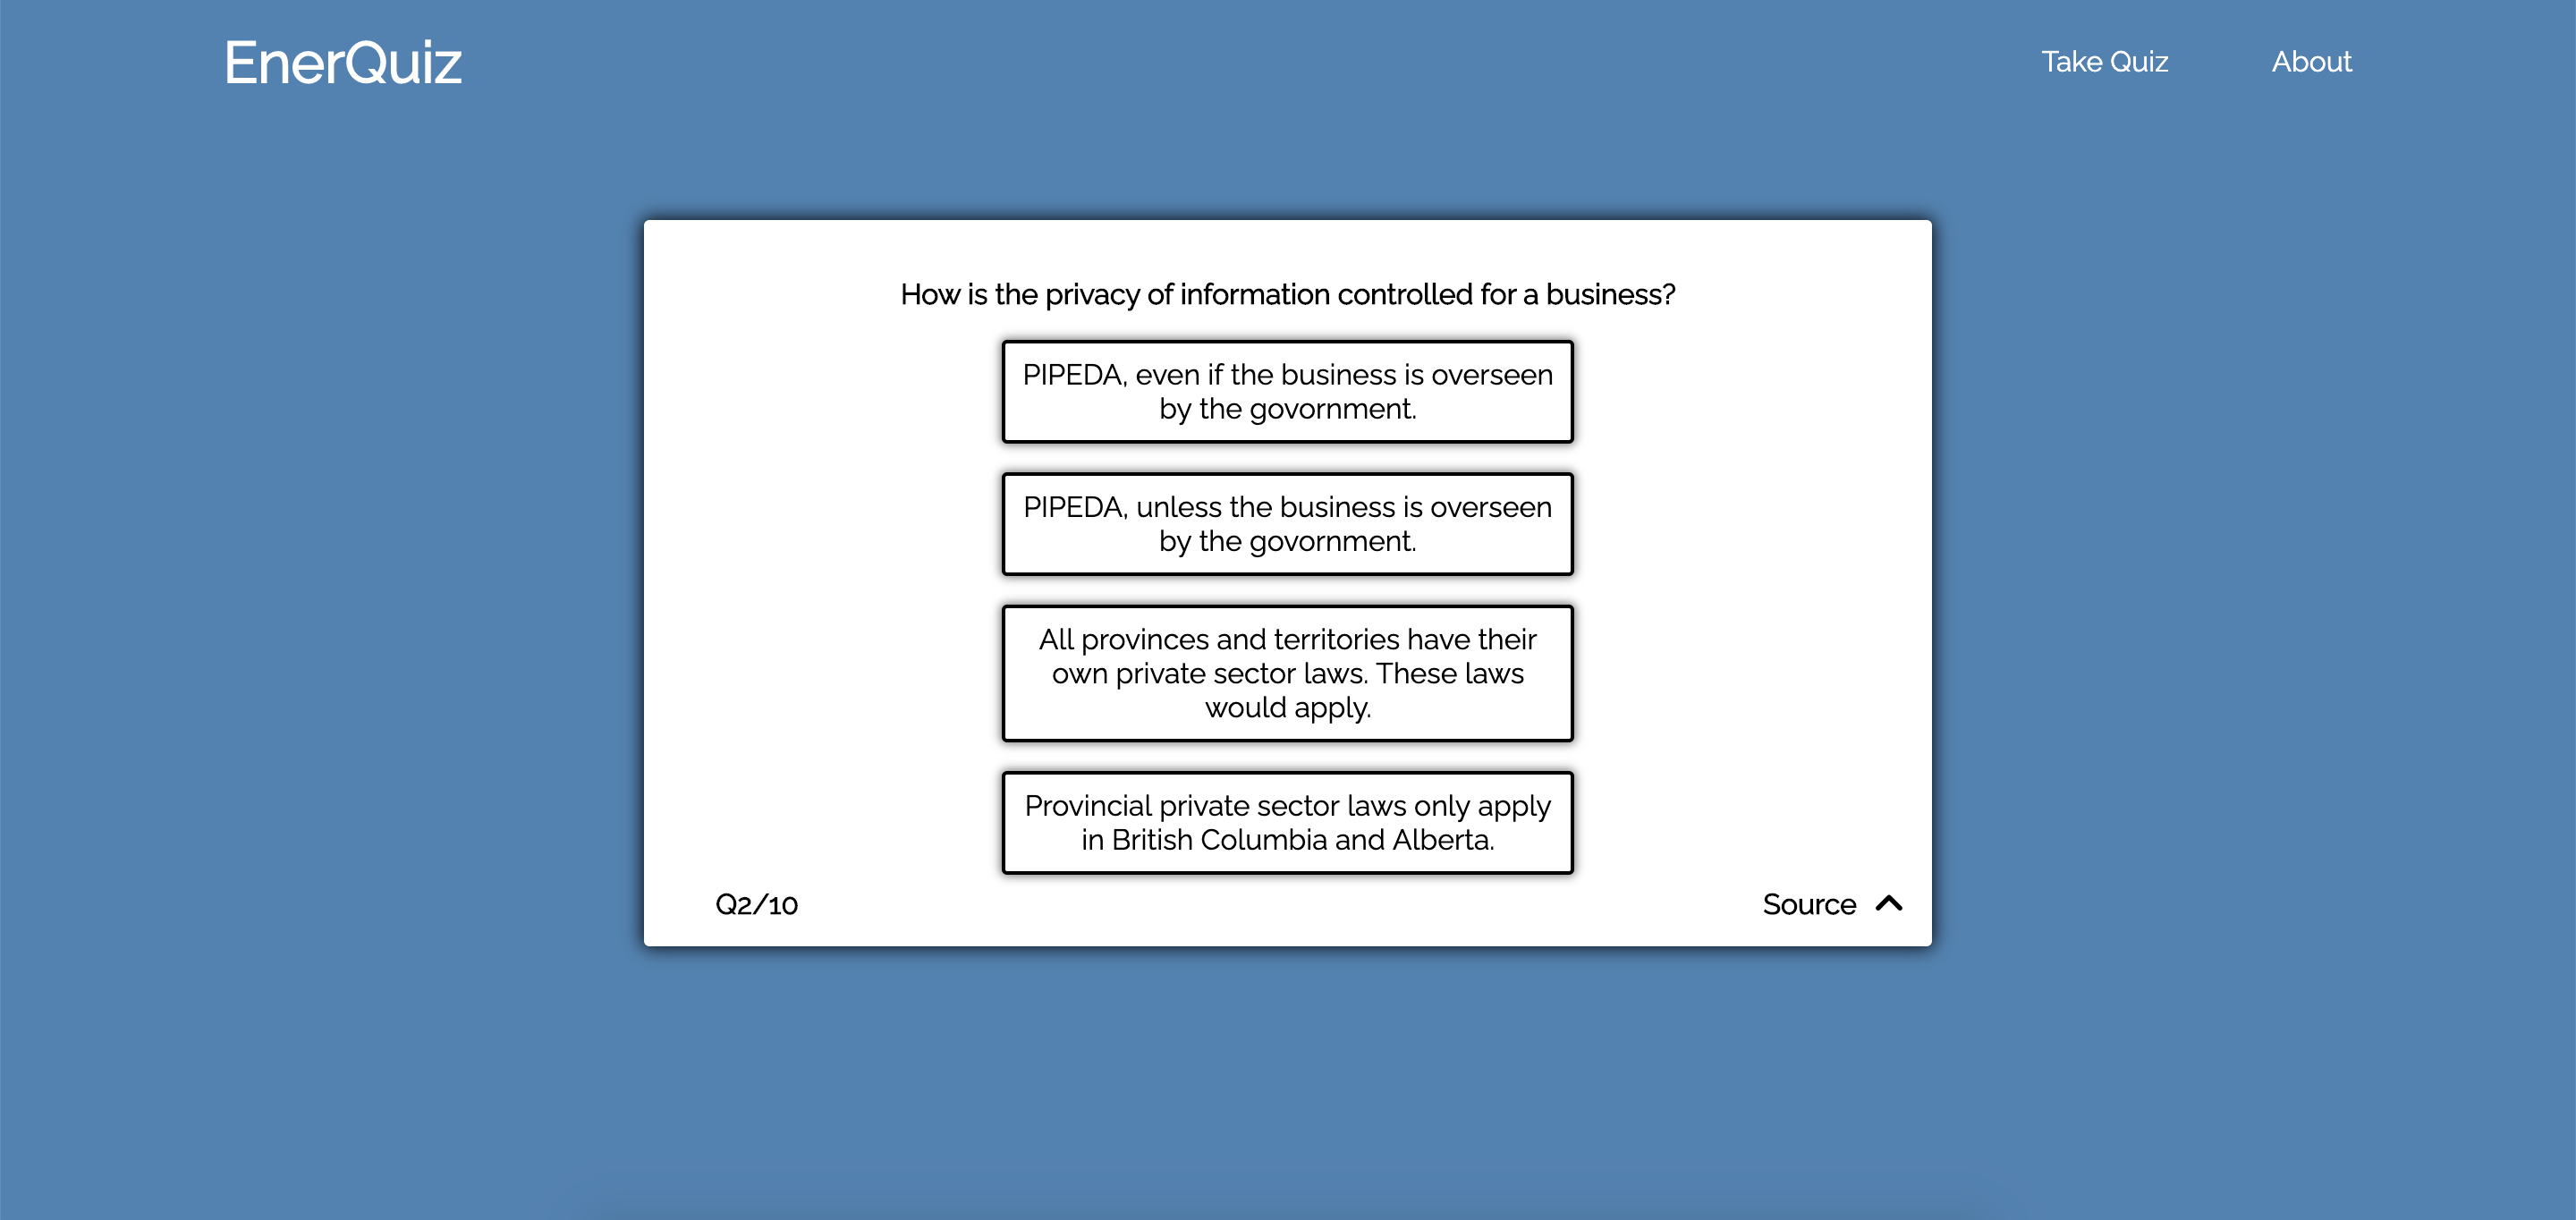 EnerQuiz
Take Quiz
About
How is the privacy of information controlled for a business?
PIPEDA, even if the business is overseen
by the govornment.
PIPEDA, unless the business is overseen
by the govornment.
All provinces and territories have their
own private sector laws. These laws
would apply.
Provincial private sector laws only apply
in British Columbia and Alberta.
Q2/10
Source